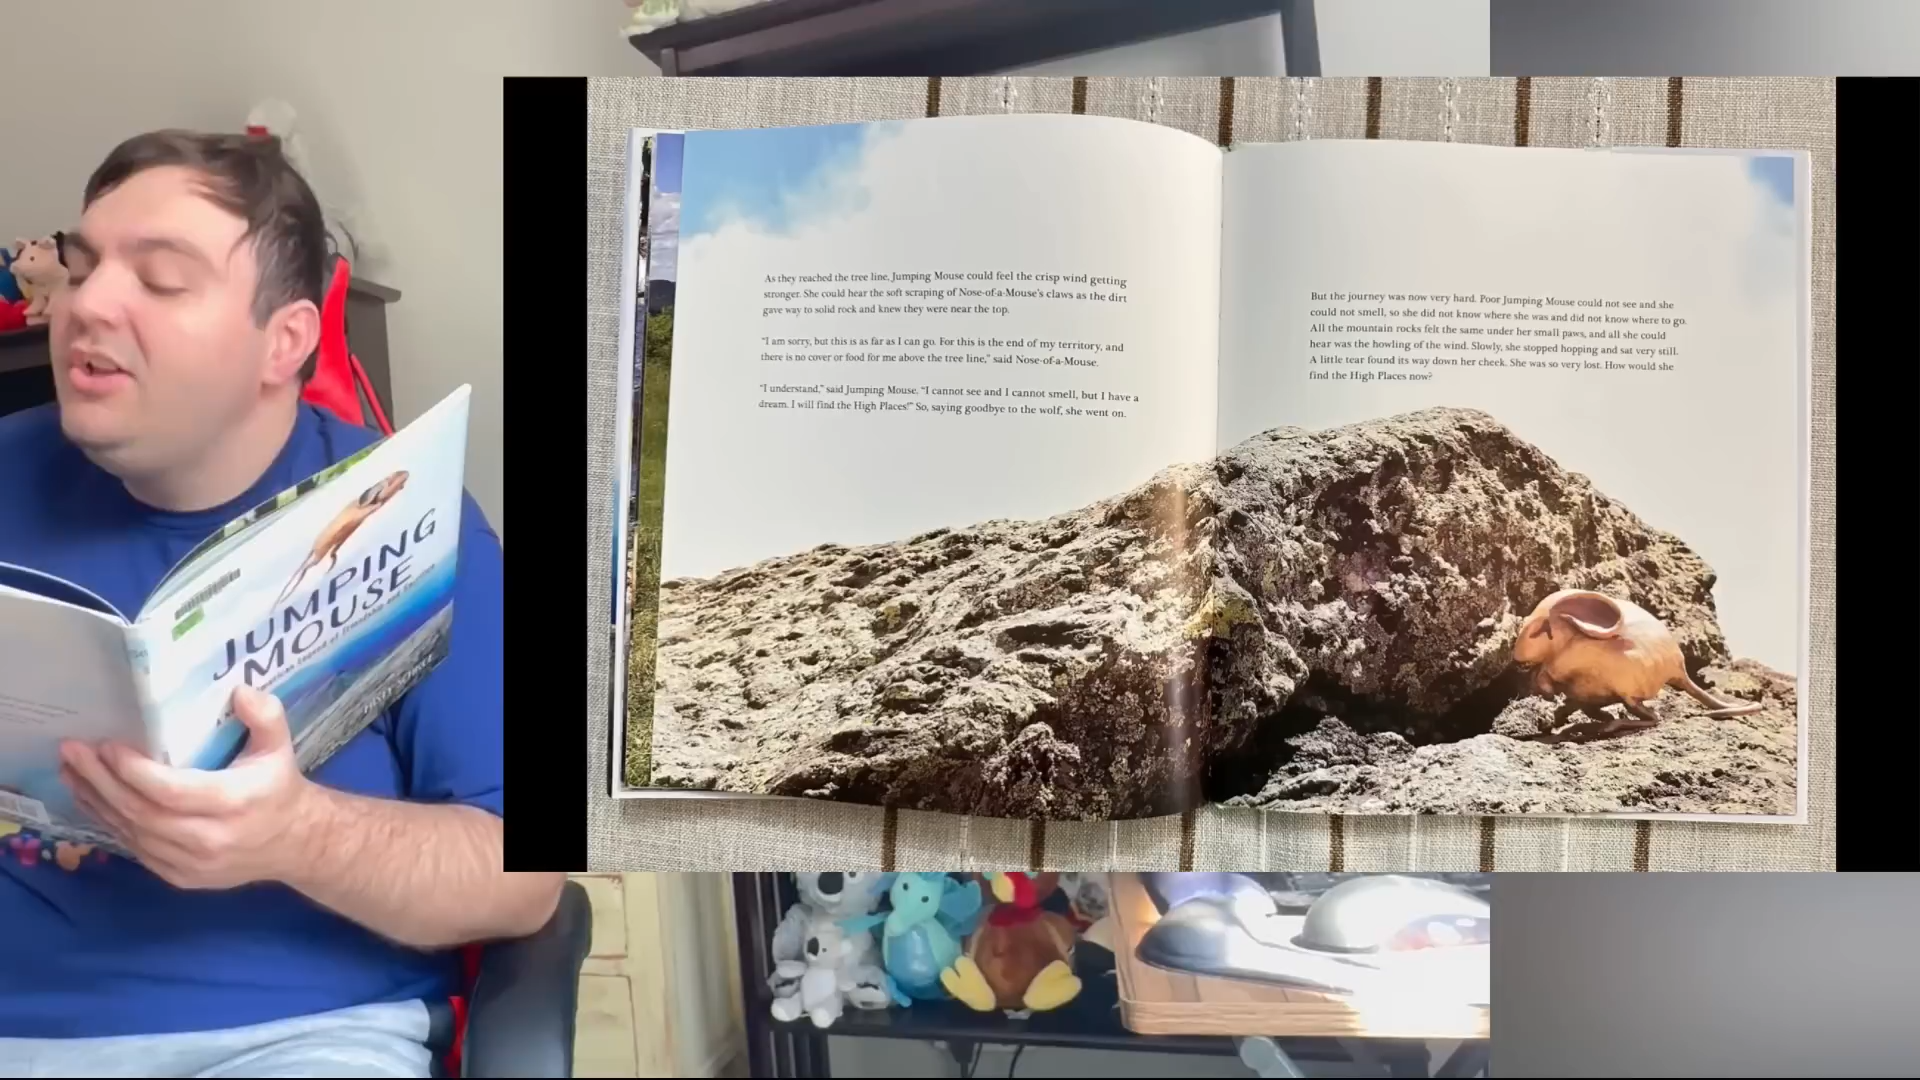 As they reached the tree line, Jumping Mouse could feel the crisp wind getting
stronger. She could hear the soft scraping of Nose-of-a-Mouse's claws as the dirt
gave way to solid rock and knew they were near the top.
"I am sorry, but this is as far as I can go. For this is the end of my territory, and
there is no cover or food for me above the tree line," said Nose-of-a-Mouse.
"I understand," said Jumping Mouse. "I cannot see and I cannot smell, but I have a
dream. I will find the High Places!" So, saying goodbye to the wolf, she went on.
But the journey was now very hard. Poor Jumping Mouse could not see and she
could not smell, so she did not know where she was and did not know where to go.
All the mountain rocks felt the same under her small paws, and all she could
hear was the howling of the wind. Slowly, she stopped hopping and sat very still.
A little tear found its way down her cheek. She was so very lost. How would she
find the High Places now?
JUMPING
MOUSE
Legend of Friendship and